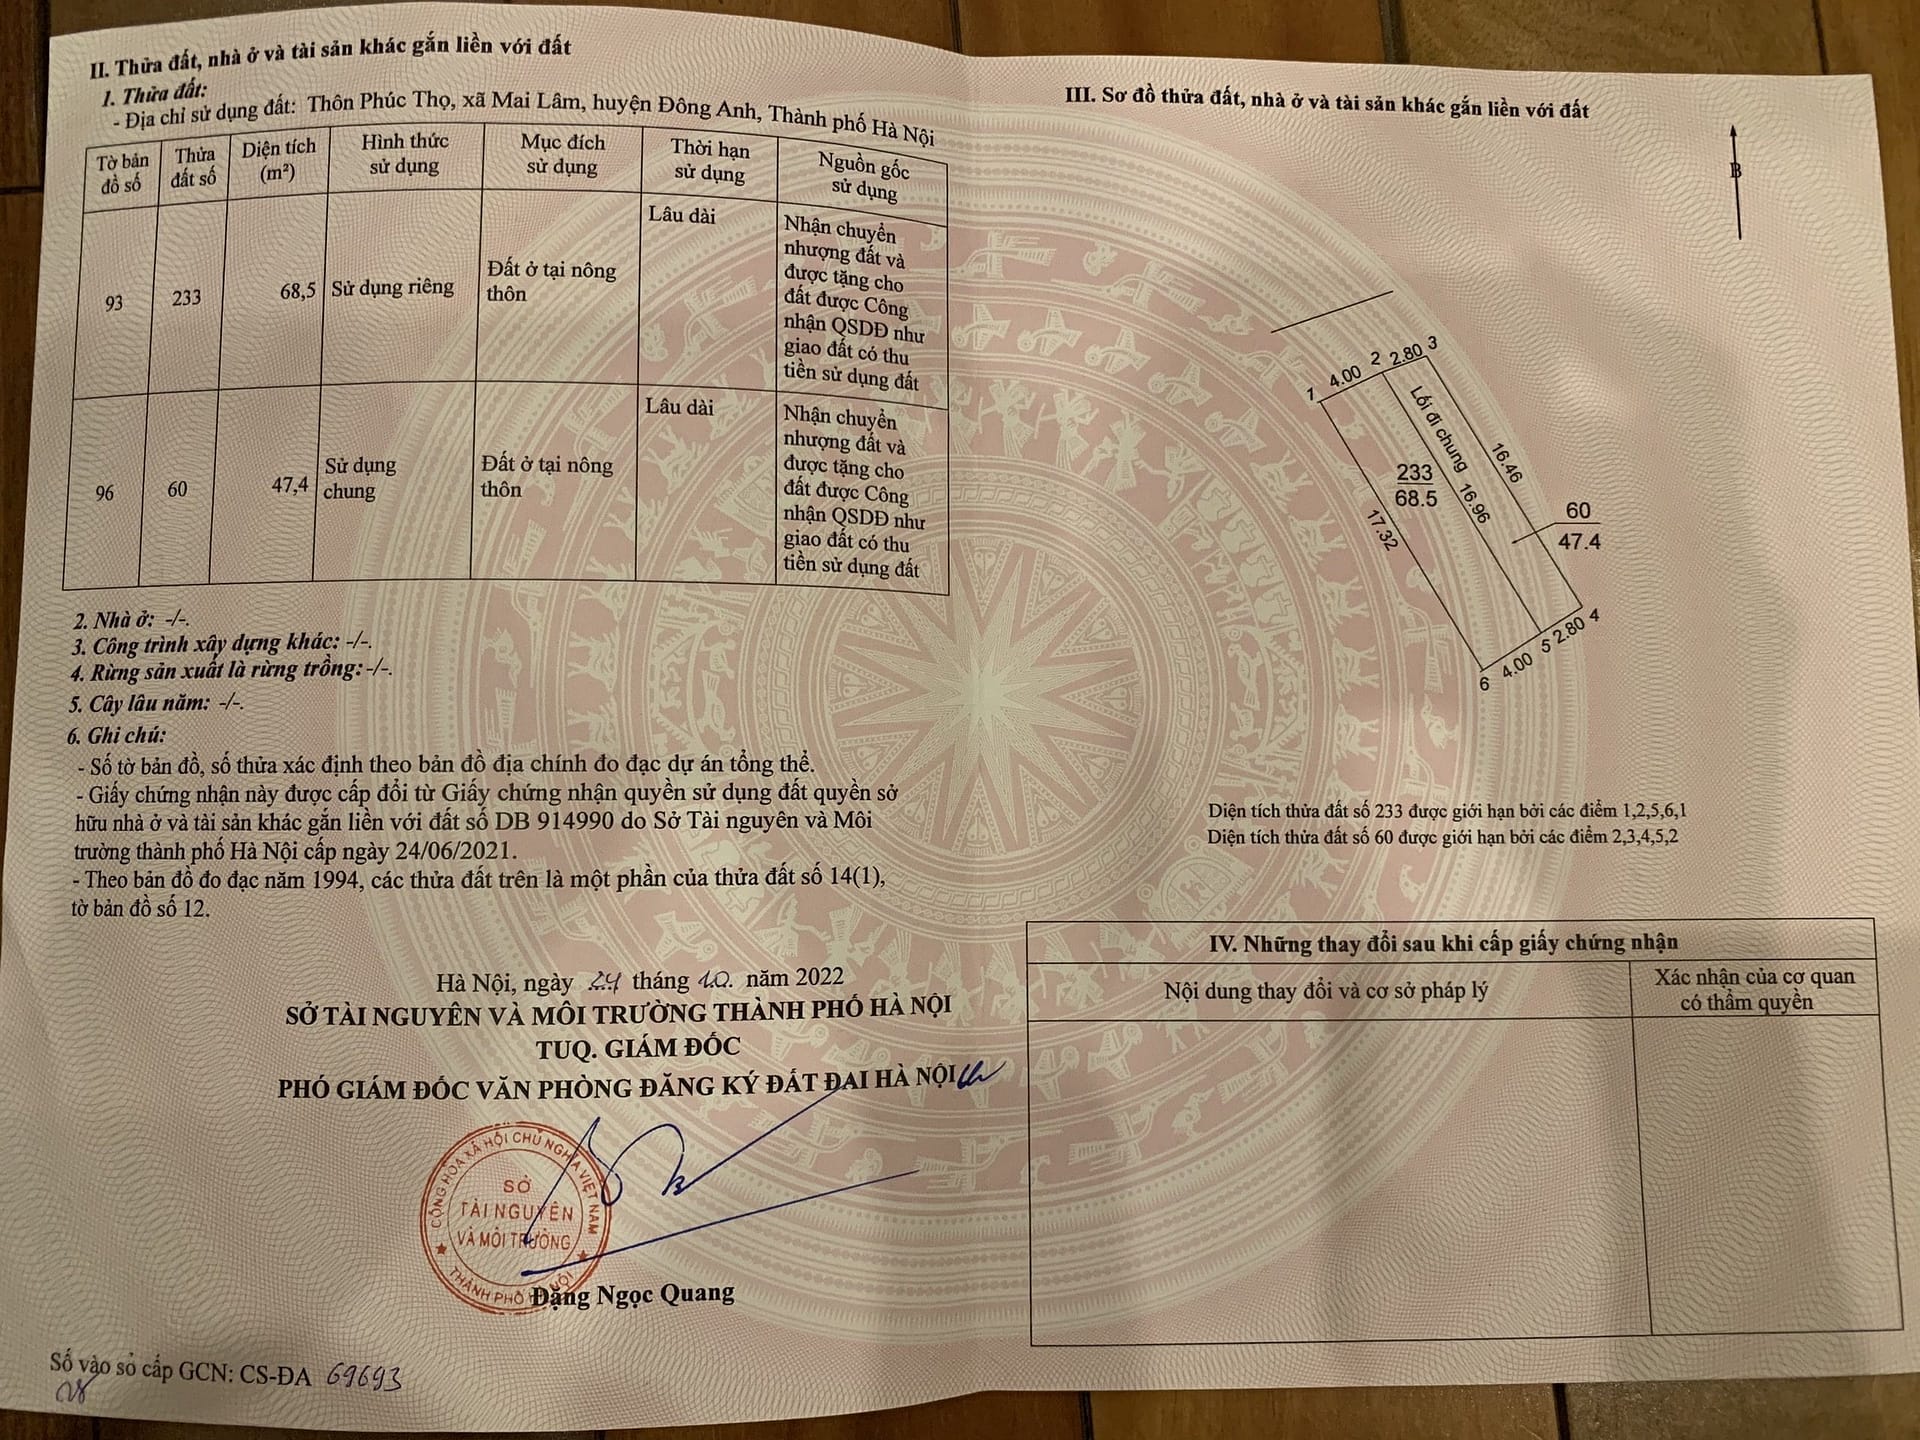 II. Thửa đất, nhà ở và tài sản khác gắn liền với đất
1. Thửa đất:
- Địa chỉ sử dụng đất: Thôn Phúc Thọ, xã Mai Lâm, huyện Đông Anh, Thành phố Hà Nội
Tờ bản đồ số
Thửa đất số
Diện tích (m²)
Hình thức sử dụng
Mục đích sử dụng
Thời hạn sử dụng
Nguồn gốc sử dụng
93
233
68,5
Sử dụng riêng
Đất ở tại nông
thôn
Lâu dài
Nhận chuyển
nhượng đất và
được tặng cho
đất được Công
nhận QSDĐ như
giao đất có thu
tiền sử dụng đất
96
60
47,4
Sử dụng
chung
Đất ở tại nông
thôn
Lâu dài
Nhận chuyển
nhượng đất và
được tặng cho
đất được Công
nhận QSDĐ như
giao đất có thu
tiền sử dụng đất
2. Nhà ở: -/-.
3. Công trình xây dựng khác: -/-.
4. Rừng sản xuất là rừng trồng: -/-.
5. Cây lâu năm: -/-.
6. Ghi chú:
- Số tờ bản đồ, số thửa xác định theo bản đồ địa chính đo đạc dự án tổng thể.
- Giấy chứng nhận này được cấp đổi từ Giấy chứng nhận quyền sử dụng đất quyền sở
hữu nhà ở và tài sản khác gắn liền với đất số DB 914990 do Sở Tài nguyên và Môi
trường thành phố Hà Nội cấp ngày 24/06/2021.
- Theo bản đồ đo đạc năm 1994, các thửa đất trên là một phần của thửa đất số 14(1),
tờ bản đồ số 12.
Hà Nội, ngày 24 tháng 10. năm 2022
SỞ TÀI NGUYÊN VÀ MÔI TRƯỜNG THÀNH PHỐ HÀ NỘI
TUQ. GIÁM ĐỐC
PHÓ GIÁM ĐỐC VĂN PHÒNG ĐĂNG KÝ ĐẤT ĐAI HÀ NỘI
CỘNG HÒA XÃ HỘI CHỦ NGHĨA VIỆT NAM
SỞ
TÀI NGUYÊN
VÀ MÔI TRƯỜNG
THÀNH PHỐ HÀ NỘI
Đặng Ngọc Quang
Số vào sổ cấp GCN: CS-ĐA 69693
III. Sơ đồ thửa đất, nhà ở và tài sản khác gắn liền với đất
B
1 4.00 2 2.80 3
Lối đi chung
16.46
233
68.5
16.96
17.32
60
47.4
6 4.00 5 2.80 4
Diện tích thửa đất số 233 được giới hạn bởi các điểm 1,2,5,6,1
Diện tích thửa đất số 60 được giới hạn bởi các điểm 2,3,4,5,2
IV. Những thay đổi sau khi cấp giấy chứng nhận
Nội dung thay đổi và cơ sở pháp lý
Xác nhận của cơ quan
có thẩm quyền